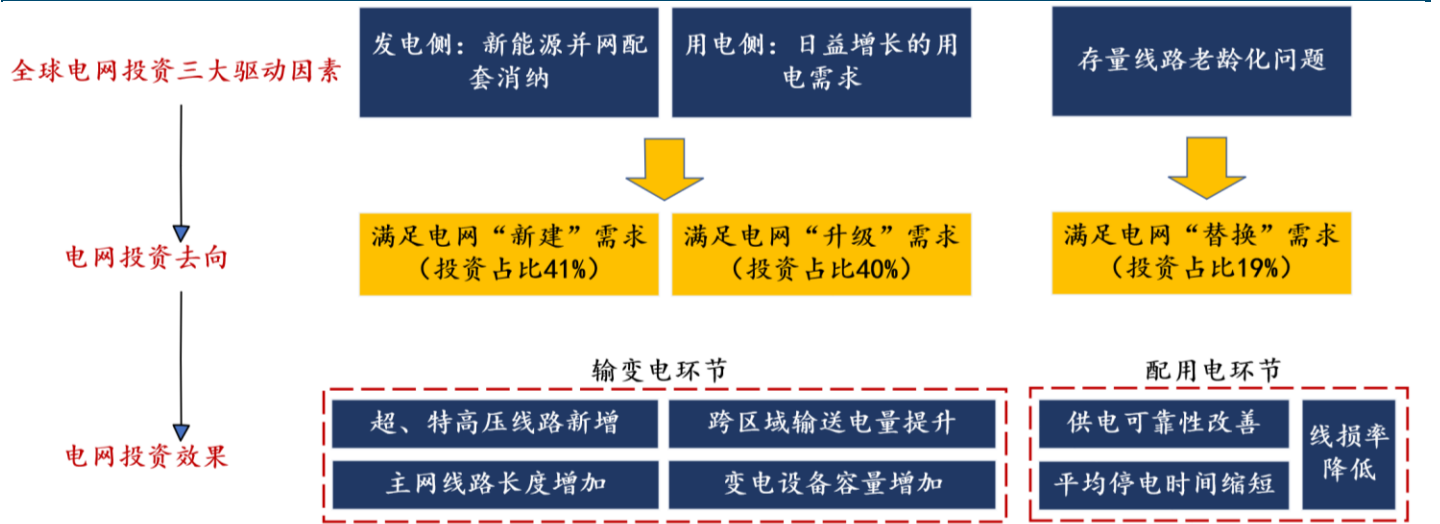 全球电网投资三大驱动因素
发电侧：新能源并网配
套消纳
用电侧：日益增长的用
电需求
存量线路老龄化问题
电网投资去向
满足电网“新建”需求
（投资占比41%）
满足电网“升级”需求
（投资占比40%）
满足电网“替换”需求
（投资占比19%）
输变电环节
配用电环节
电网投资效果
超、特高压线路新增
跨区域输送电量提升
主网线路长度增加
变电设备容量增加
供电可靠性改善
平均停电时间缩短
线损率
降低